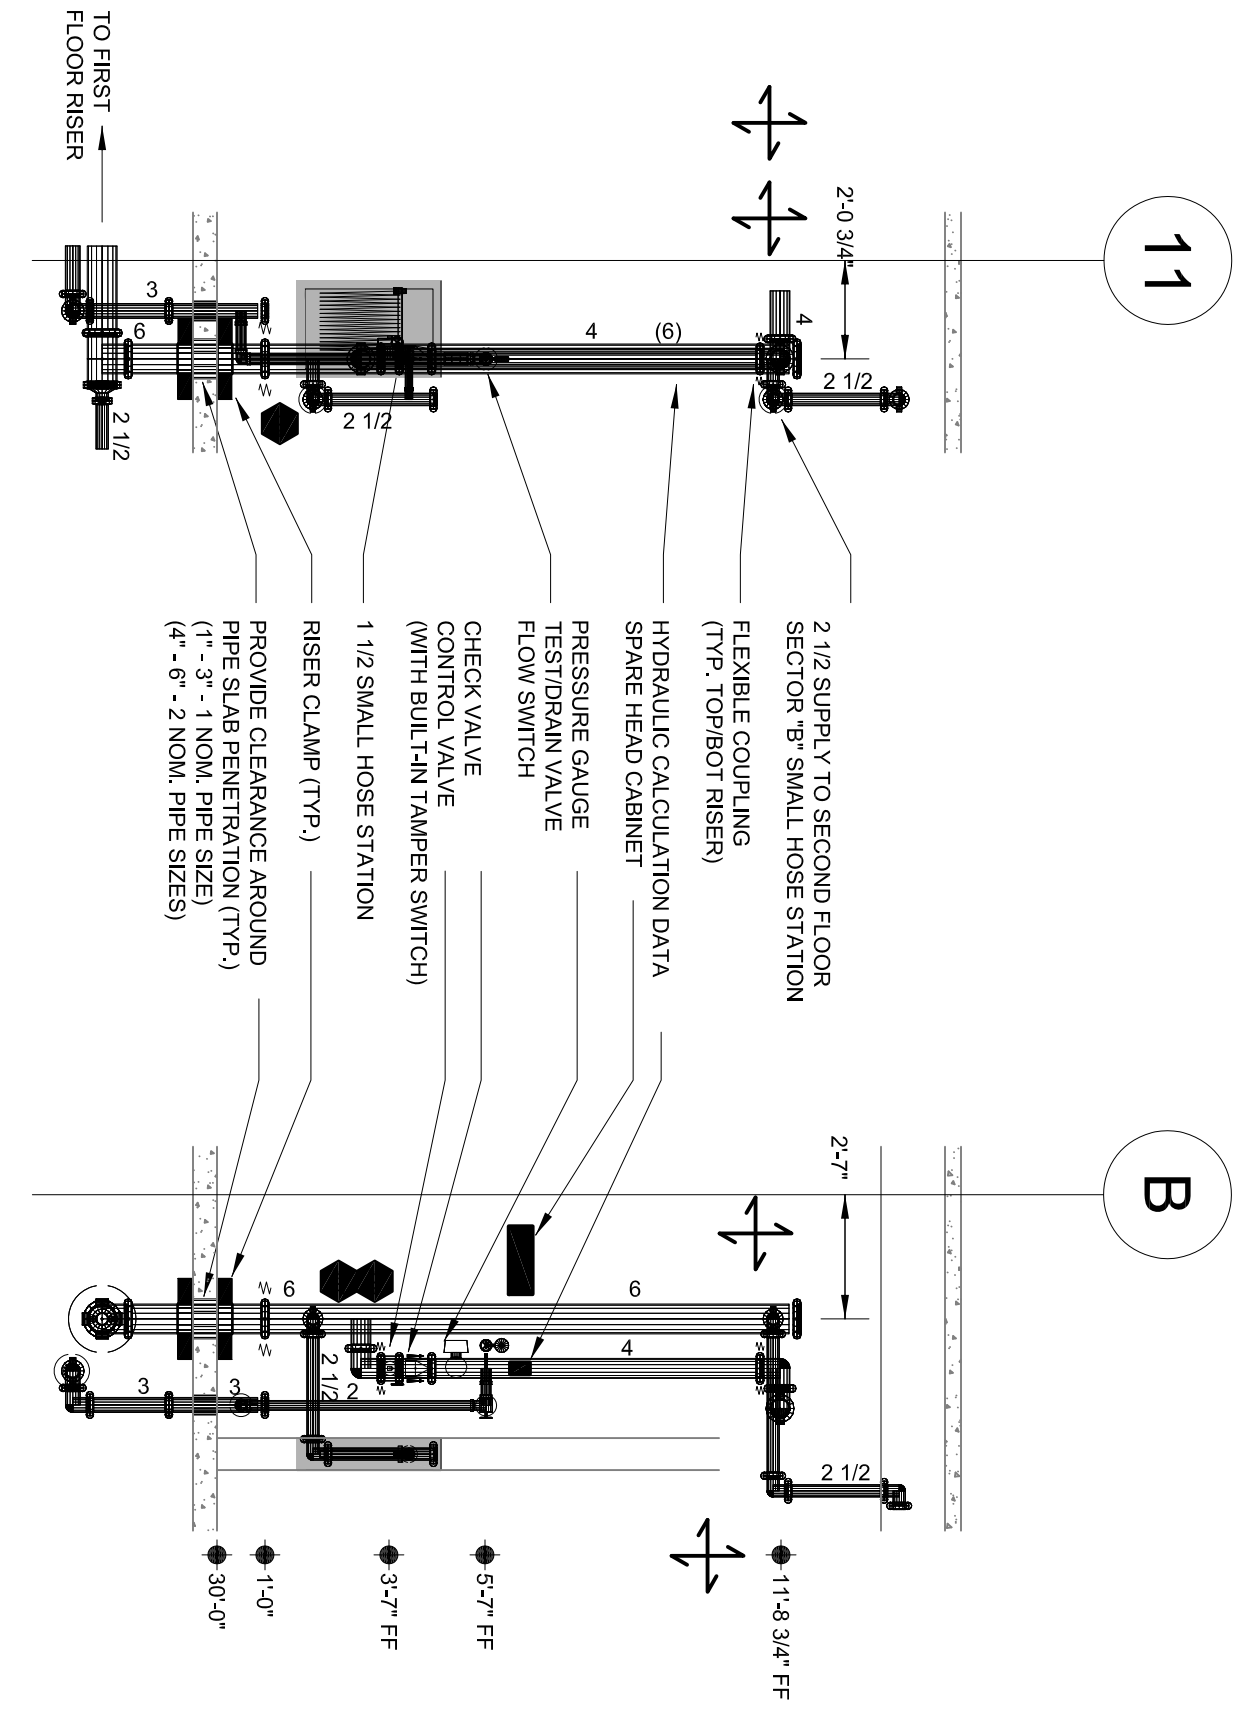 11
B
TO FIRST
FLOOR RISER
2'-0 3/4"
3
6
4
(6)
4
2 1/2
2 1/2
2 1/2
2 1/2 SUPPLY TO SECOND FLOOR
SECTOR "B" SMALL HOSE STATION
FLEXIBLE COUPLING
(TYP. TOP/BOT RISER)
HYDRAULIC CALCULATION DATA
SPARE HEAD CABINET
PRESSURE GAUGE
TEST/DRAIN VALVE
FLOW SWITCH
CHECK VALVE
CONTROL VALVE
(WITH BUILT-IN TAMPER SWITCH)
1 1/2 SMALL HOSE STATION
RISER CLAMP (TYP.)
PROVIDE CLEARANCE AROUND
PIPE SLAB PENETRATION (TYP.)
(1" - 3" - 1 NOM. PIPE SIZE)
(4" - 6" - 2 NOM. PIPE SIZES)
2'-7"
6
6
4
2 1/2
2
3
3
2 1/2
11'-8 3/4" FF
5'-7" FF
3'-7" FF
1'-0"
30'-0"